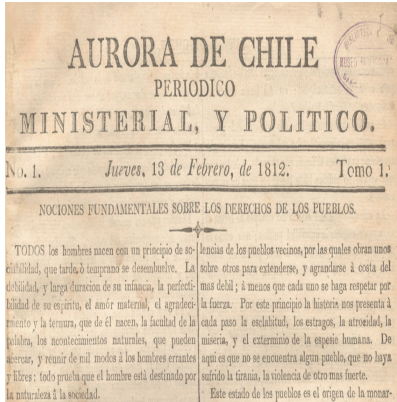 AURORA DE CHILE
PERIODICO
MINISTERIAL, Y POLITICO.
No. 1. Jueves, 13 de Febrero, de 1812. Tomo 1.
NOCIONES FUNDAMENTALES SOBRE LOS DERECHOS DE LOS PUEBLOS.
TODOS los hombres nacen con un principio de so-
ciabilidad, que tarde ò temprano se desenvuelve. La
debilidad, y larga duracion de su infancia, la perfecti-
bilidad de su espiritu, el amór maternal, el agradeci-
miento y la ternura, que de él nacen, la facultad de la
palabra, los acontecimientos naturales, que pueden
acercar, y reunir de mil modos à los hombres errantes
y libres: todo prueba que el hombre está destinado por
la naturaleza á la sociedad.
lencias de los pueblos vecinos, por las quales obran unos
sobre otros para extenderse, y agrandarse à costa del
mas debil; á menos que cada uno se haga respetar por
la fuerza. Por este principio la historia nos presenta à
cada paso la esclabitud, los estragos, la atrozidad, la
miseria, y el exterminio de la espesie humana. De
aqui es que no se encuentra algun pueblo, que no haya
sufrido la tirania, la violencia de otro mas fuerte.
Este estado de los pueblos es el origen de la monar-